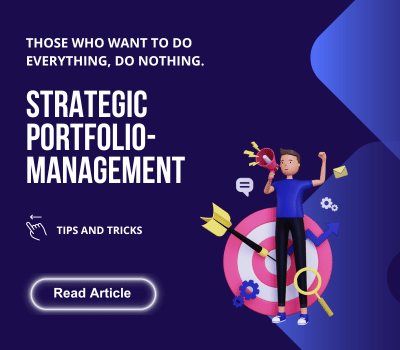 THOSE WHO WANT TO DO
EVERYTHING, DO NOTHING.
STRATEGIC
PORTFOLIO-
MANAGEMENT
TIPS AND TRICKS
Read Article